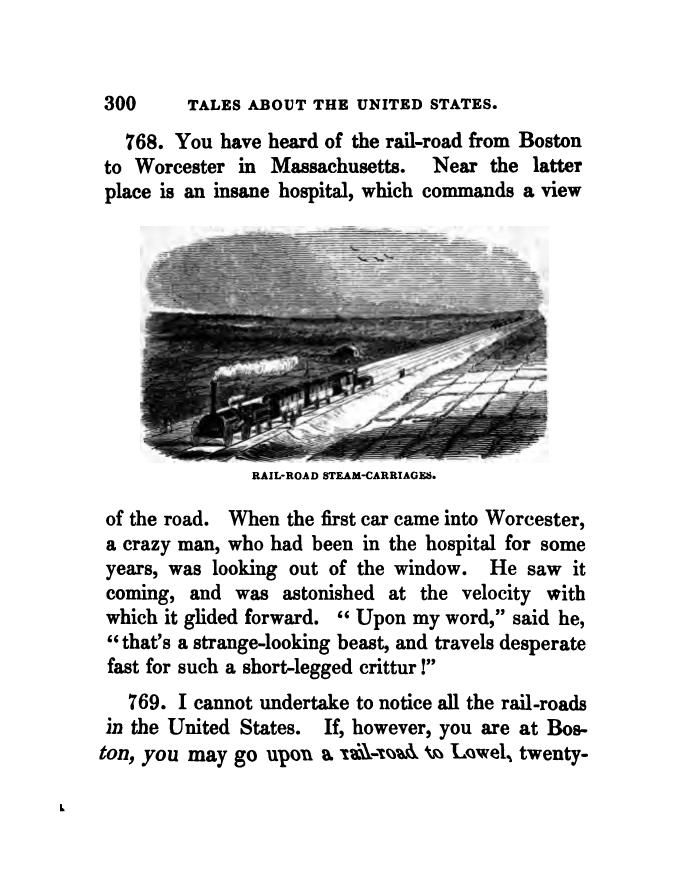 300 TALES ABOUT THE UNITED STATES.
768. You have heard of the rail-road from Boston
to Worcester in Massachusetts. Near the latter
place is an insane hospital, which commands a view
RAIL-ROAD STEAM-CARRIAGES.
of the road. When the first car came into Worcester,
a crazy man, who had been in the hospital for some
years, was looking out of the window. He saw it
coming, and was astonished at the velocity with
which it glided forward. “ Upon my word,” said he,
“that’s a strange-looking beast, and travels desperate
fast for such a short-legged crittur !”
769. I cannot undertake to notice all the rail-roads
in the United States. If, however, you are at Bos-
ton, you may go upon a rail-road to Lowel, twenty-